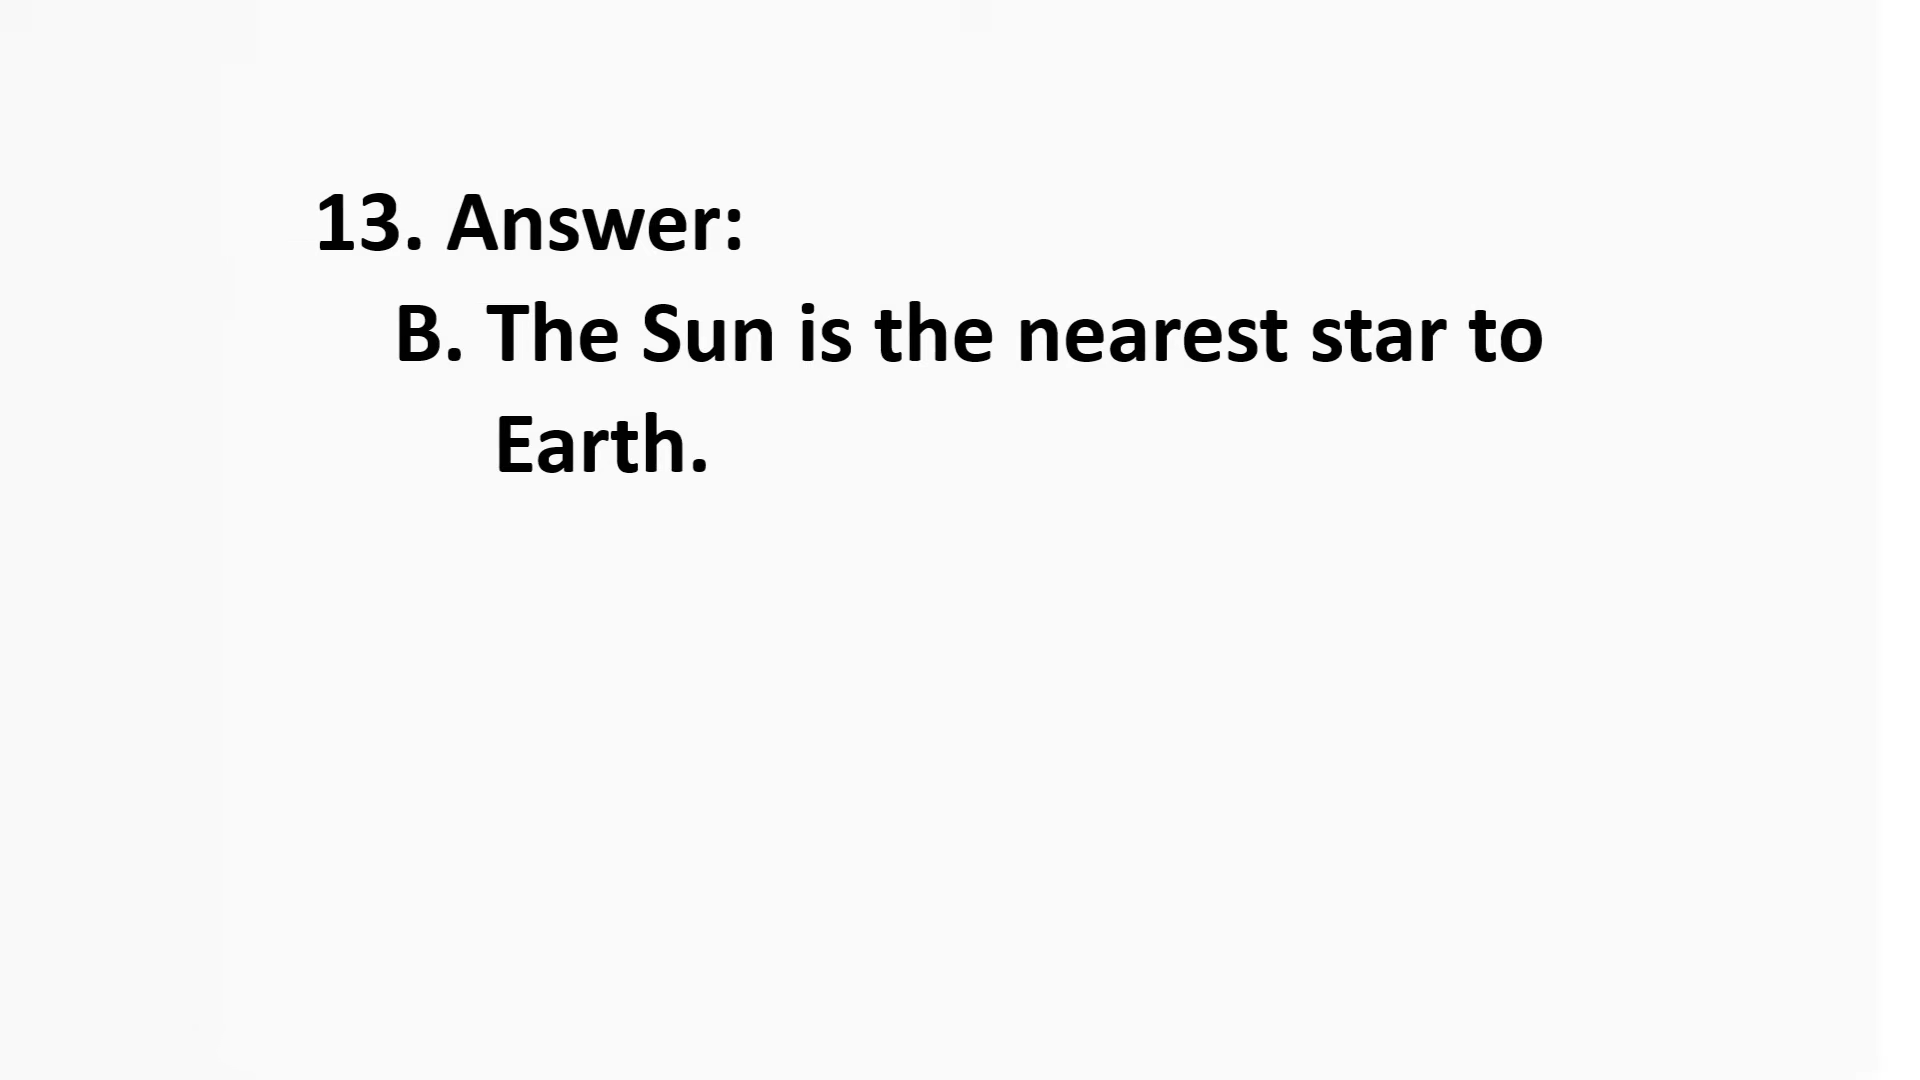 13. Answer:
B. The Sun is the nearest star to
Earth.